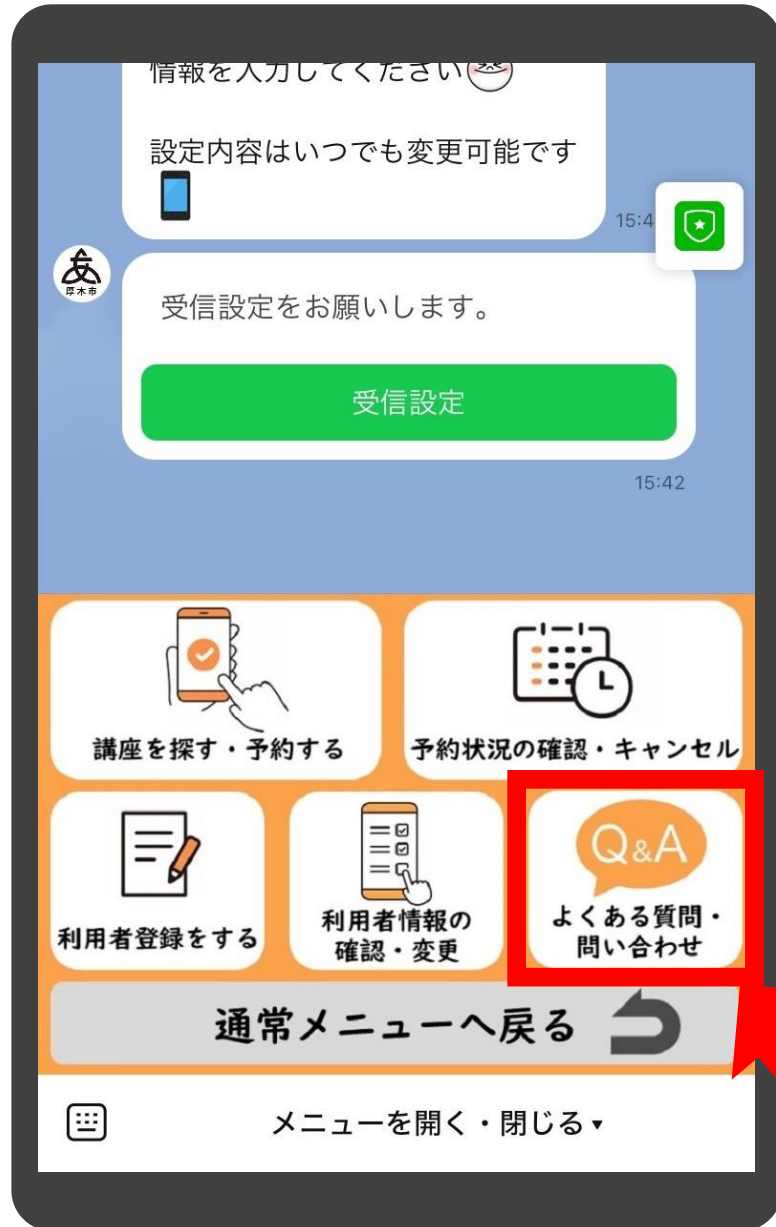 情報を入力してください
設定内容はいつでも変更可能です
15:4
厚木市
受信設定をお願いします。
受信設定
15:42
講座を探す・予約する
予約状況の確認・キャンセル
利用者登録をする
利用者情報の
確認・変更
Q&A
よくある質問・
問い合わせ
通常メニューへ戻る
メニューを開く・閉じる▾